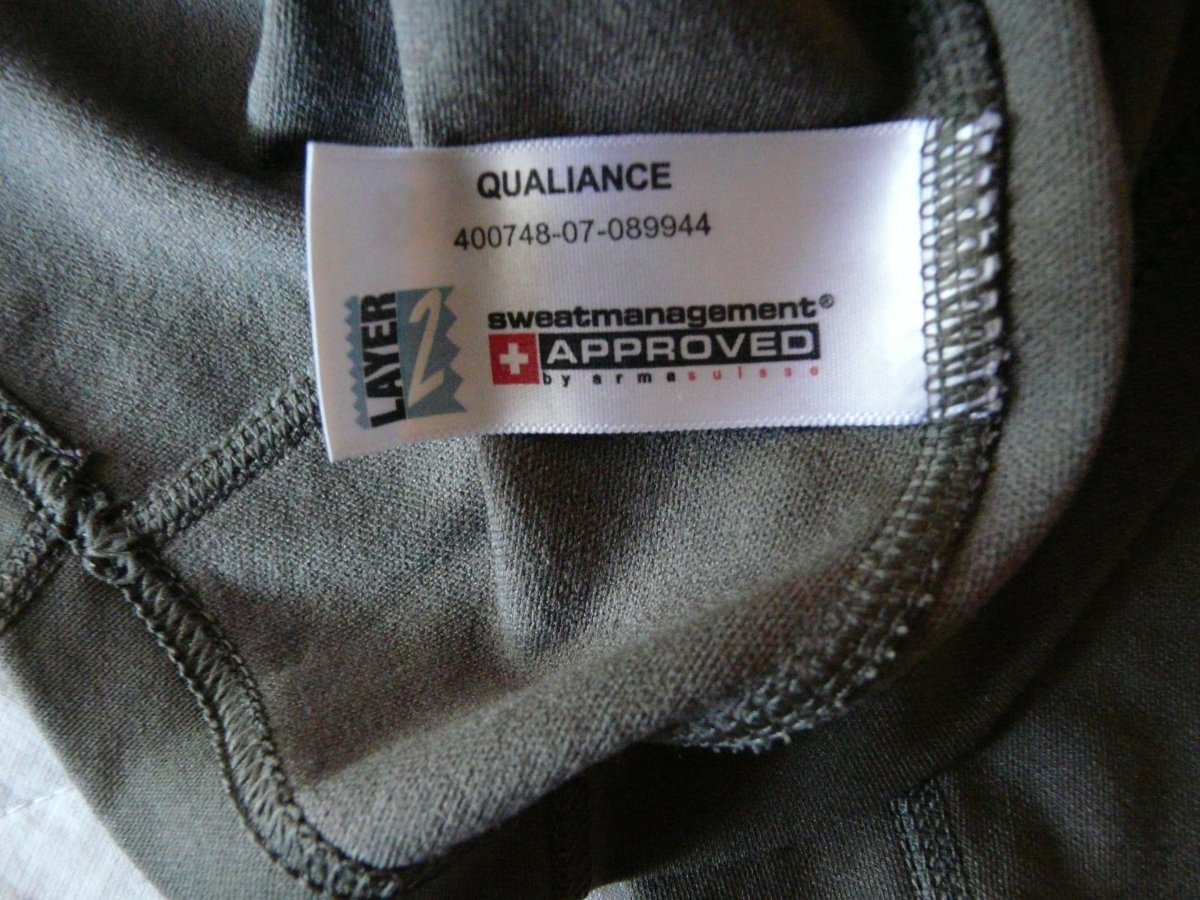 QUALIANCE
400748-07-089944
LAYER 2
sweatmanagement®
APPROVED
by armasuisse